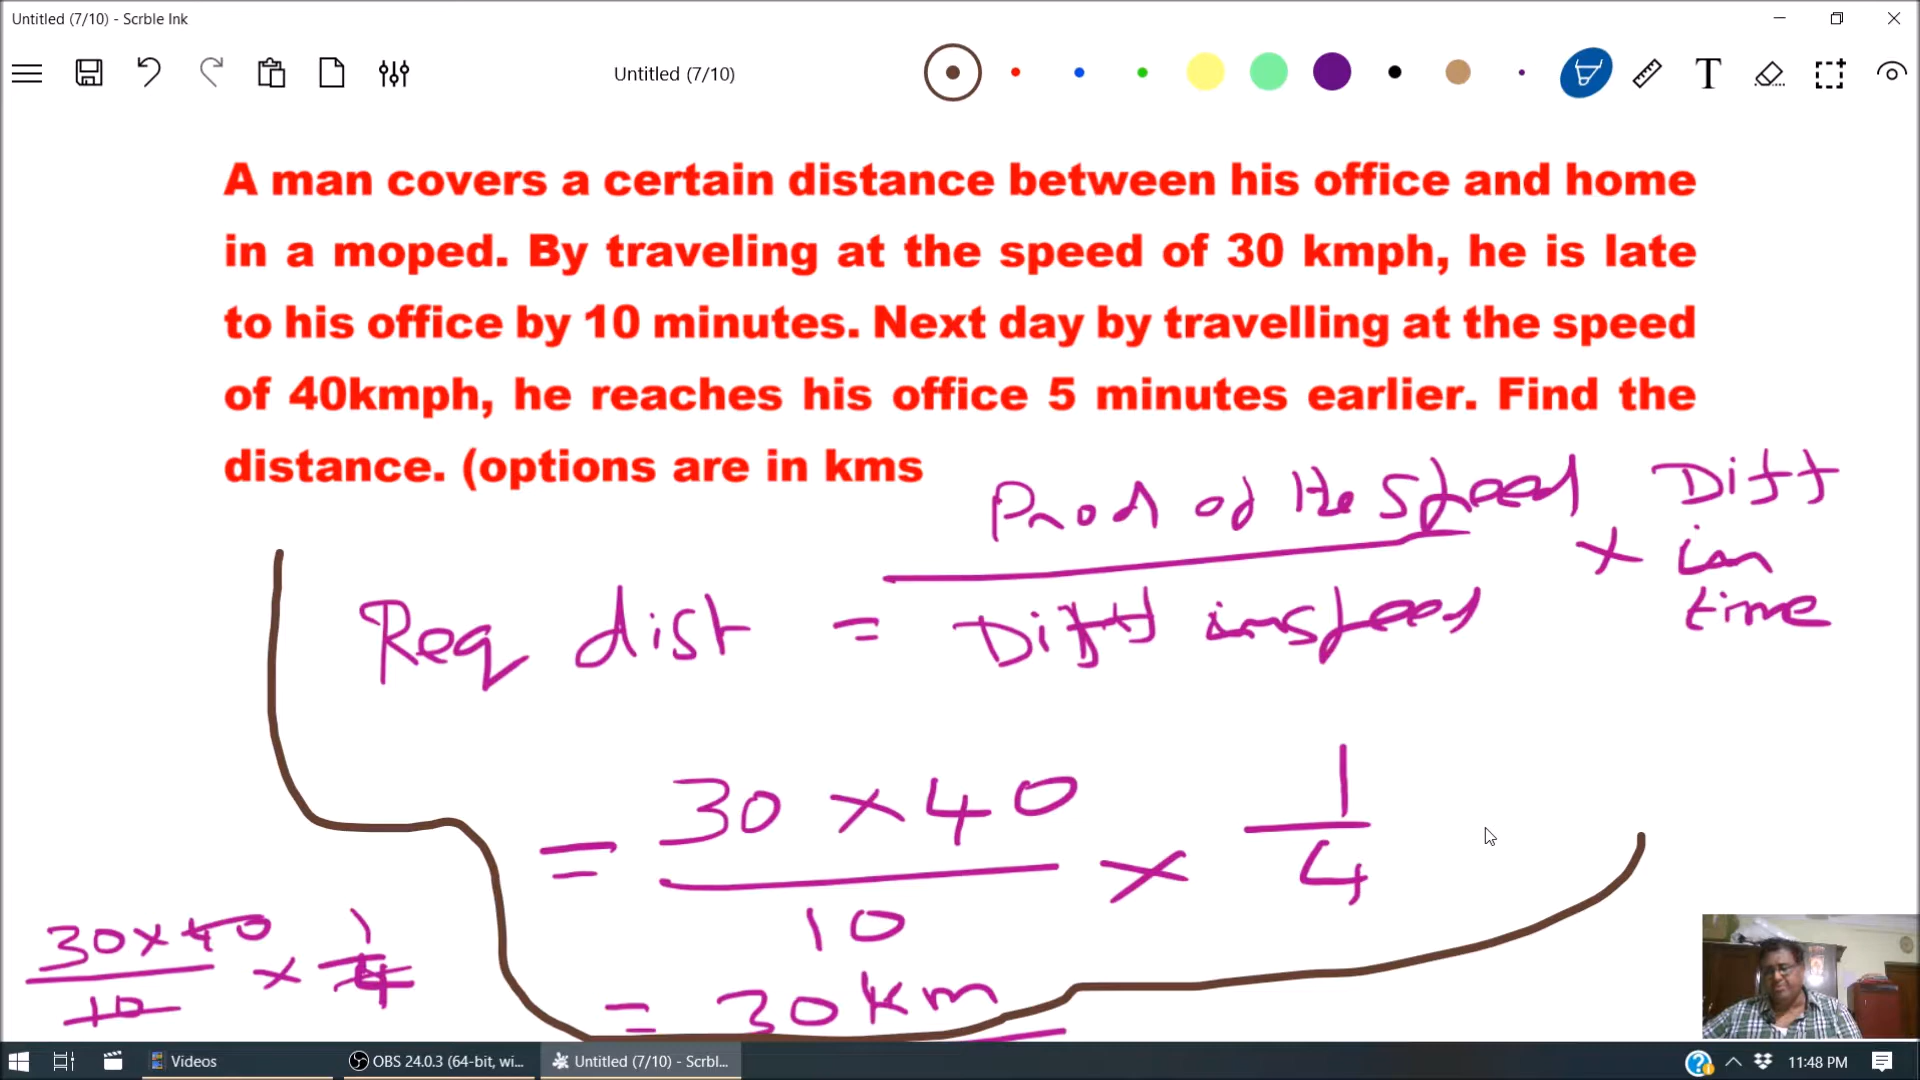 Untitled (7/10) - Scrble Ink
Untitled (7/10)
T
A man covers a certain distance between his office and home
in a moped. By traveling at the speed of 30 kmph, he is late
to his office by 10 minutes. Next day by travelling at the speed
of 40kmph, he reaches his office 5 minutes earlier. Find the
distance. (options are in kms
Req dist = Prod of the Speed / Diff in speed × Diff in time
= 30 × 40 / 10 × 1/4
= 30 km
30 × 40 / 10 × 1/4
Videos
OBS 24.0.3 (64-bit, wi...
Untitled (7/10) - Scrbl...
11:48 PM